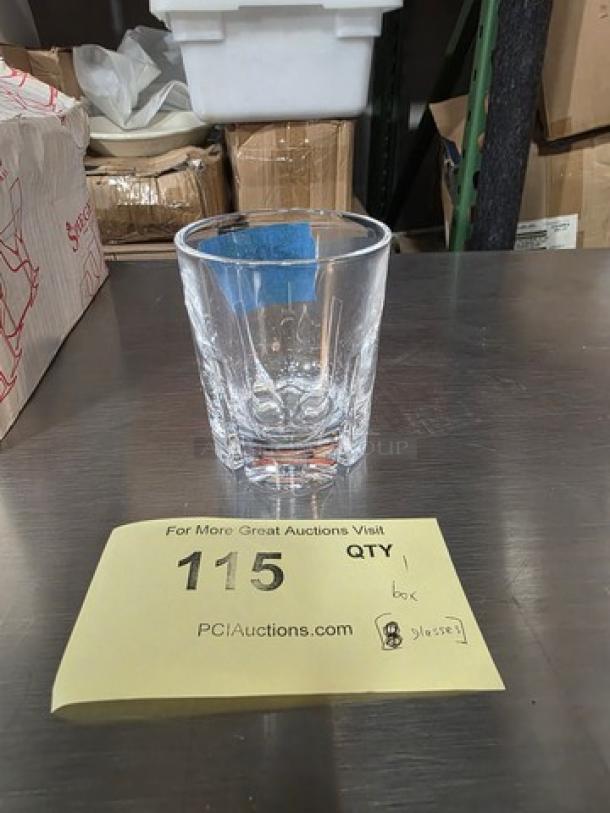 For More Great Auctions Visit
115
QTY 1
box
PCIAuctions.com
[8 glasses]